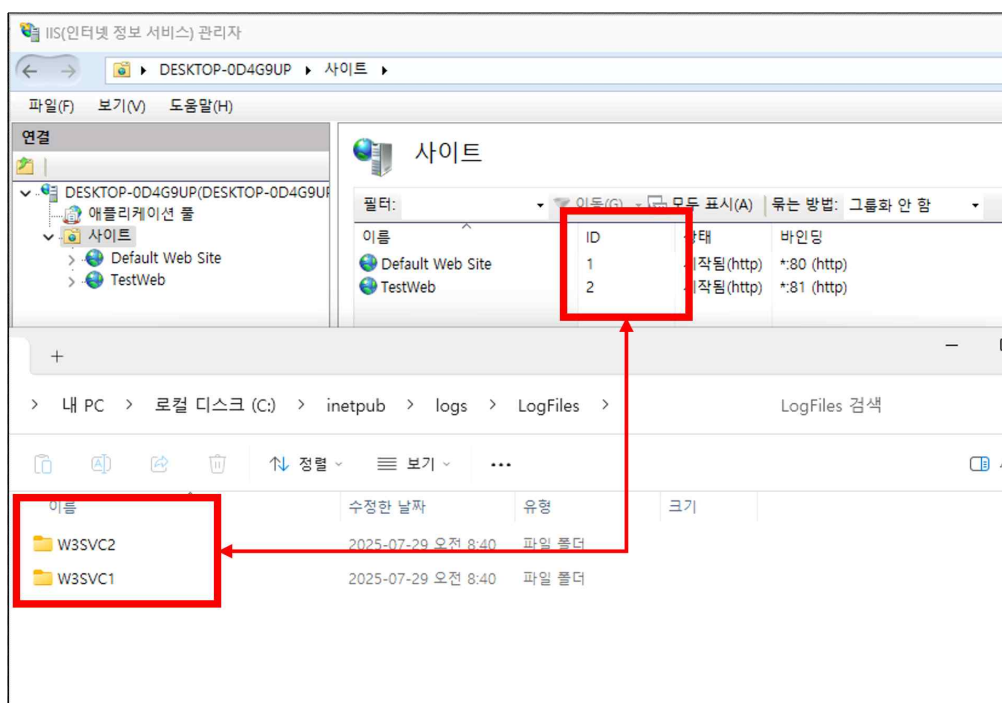 IIS(인터넷 정보 서비스) 관리자
DESKTOP-0D4G9UP 사이트
파일(F) 보기(V) 도움말(H)
연결
사이트
DESKTOP-0D4G9UP(DESKTOP-0D4G9UP
애플리케이션 풀
사이트
Default Web Site
TestWeb
필터: 이동(G) 모두 표시(A) 묶는 방법: 그룹화 안 함
이름 ID 상태 바인딩
Default Web Site 1 시작됨(http) *:80 (http)
TestWeb 2 시작됨(http) *:81 (http)
> 내 PC > 로컬 디스크 (C:) > inetpub > logs > LogFiles > LogFiles 검색
정렬 보기 ...
이름 수정한 날짜 유형 크기
W3SVC2 2025-07-29 오전 8:40 파일 폴더
W3SVC1 2025-07-29 오전 8:40 파일 폴더